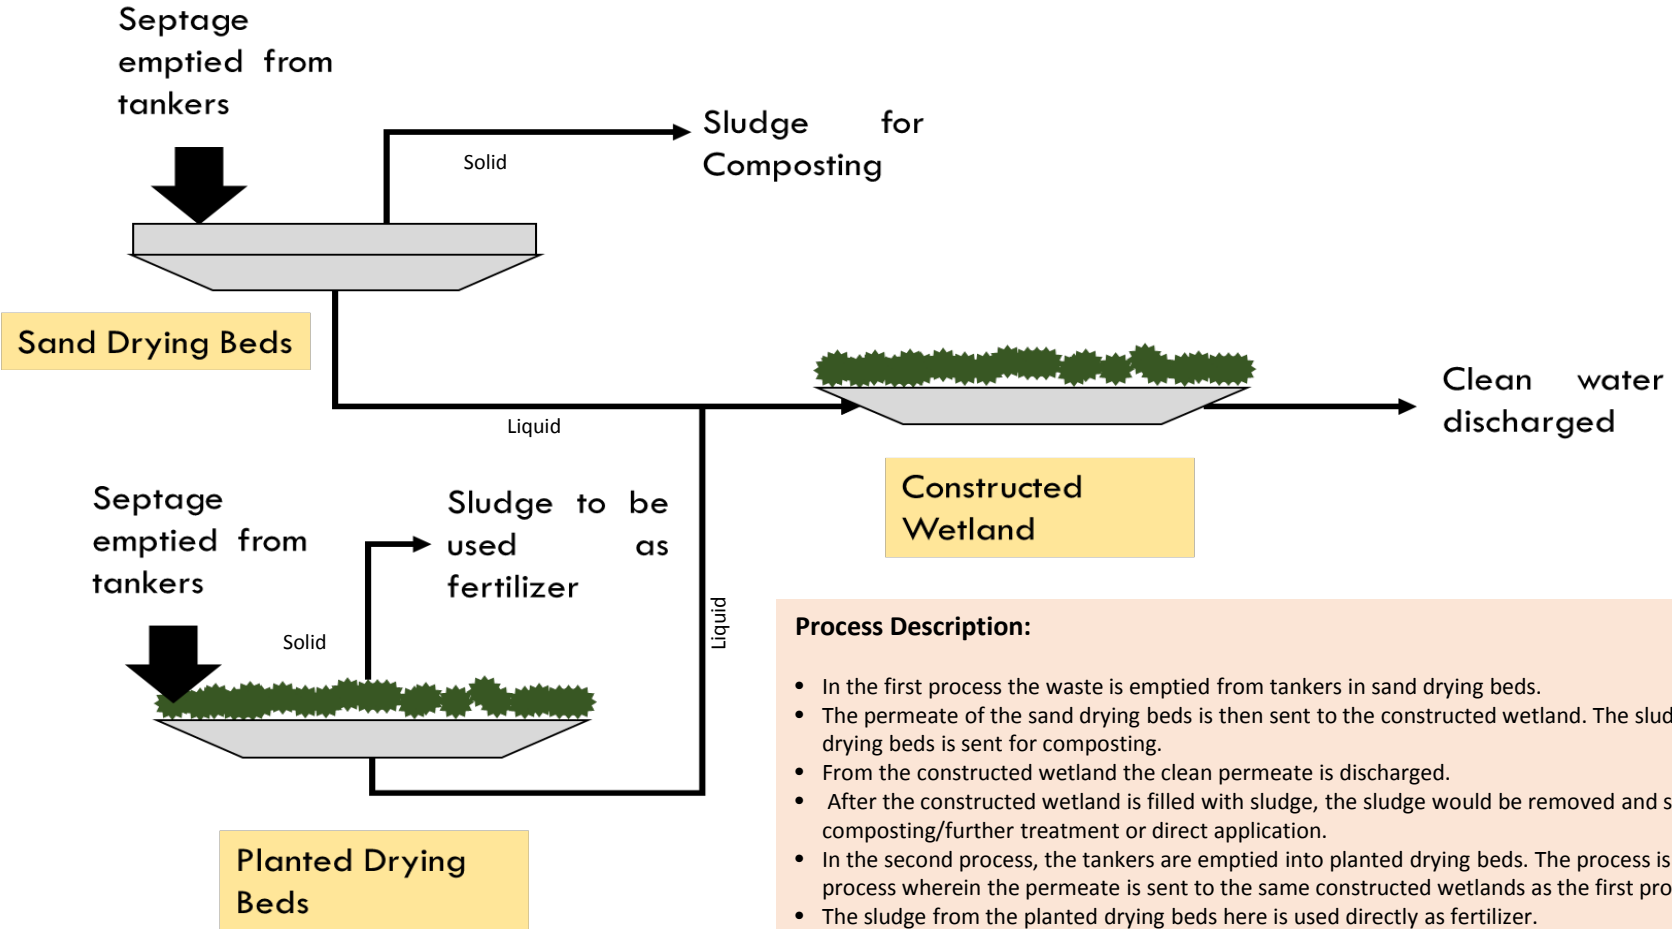 Septage
emptied from
tankers
Sludge for
Composting
Solid
Sand Drying Beds
Liquid
Clean water
discharged
Constructed
Wetland
Septage
emptied from
tankers
Sludge to be
used as
fertilizer
Solid
Liquid
Planted Drying
Beds
Process Description:
• In the first process the waste is emptied from tankers in sand drying beds.
• The permeate of the sand drying beds is then sent to the constructed wetland. The slud
drying beds is sent for composting.
• From the constructed wetland the clean permeate is discharged.
• After the constructed wetland is filled with sludge, the sludge would be removed and s
composting/further treatment or direct application.
• In the second process, the tankers are emptied into planted drying beds. The process is
process wherein the permeate is sent to the same constructed wetlands as the first pro
• The sludge from the planted drying beds here is used directly as fertilizer.